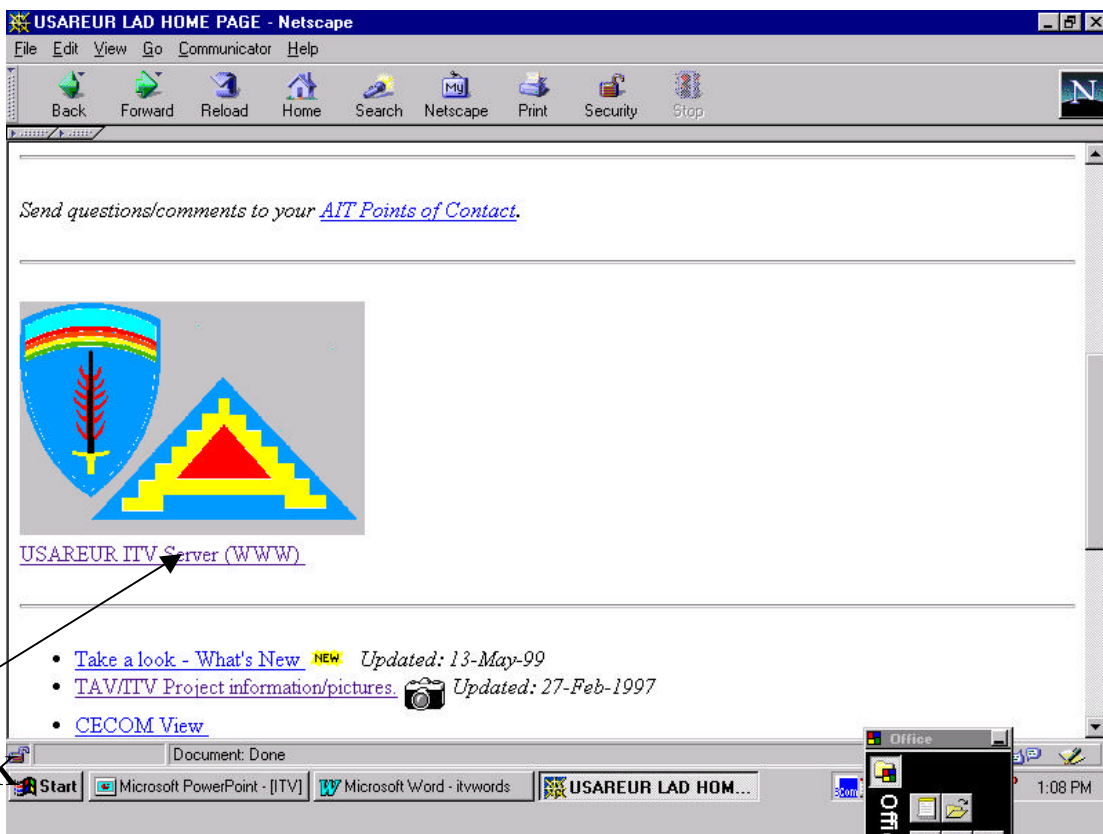 USAREUR LAD HOME PAGE - Netscape
File Edit View Go Communicator Help
My
N
Back Forward Reload Home Search Netscape Print Security Stop
Send questions/comments to your AIT Points of Contact.
USAREUR ITV Server (WWW)
• Take a look - What's New NEW Updated: 13-May-99
• TAV/ITV Project information/pictures. Updated: 27-Feb-1997
• CECOM View
Document: Done
Office
Start Microsoft PowerPoint - [ITV] Microsoft Word - itvwords USAREUR LAD HOM... 1:08 PM
Offi